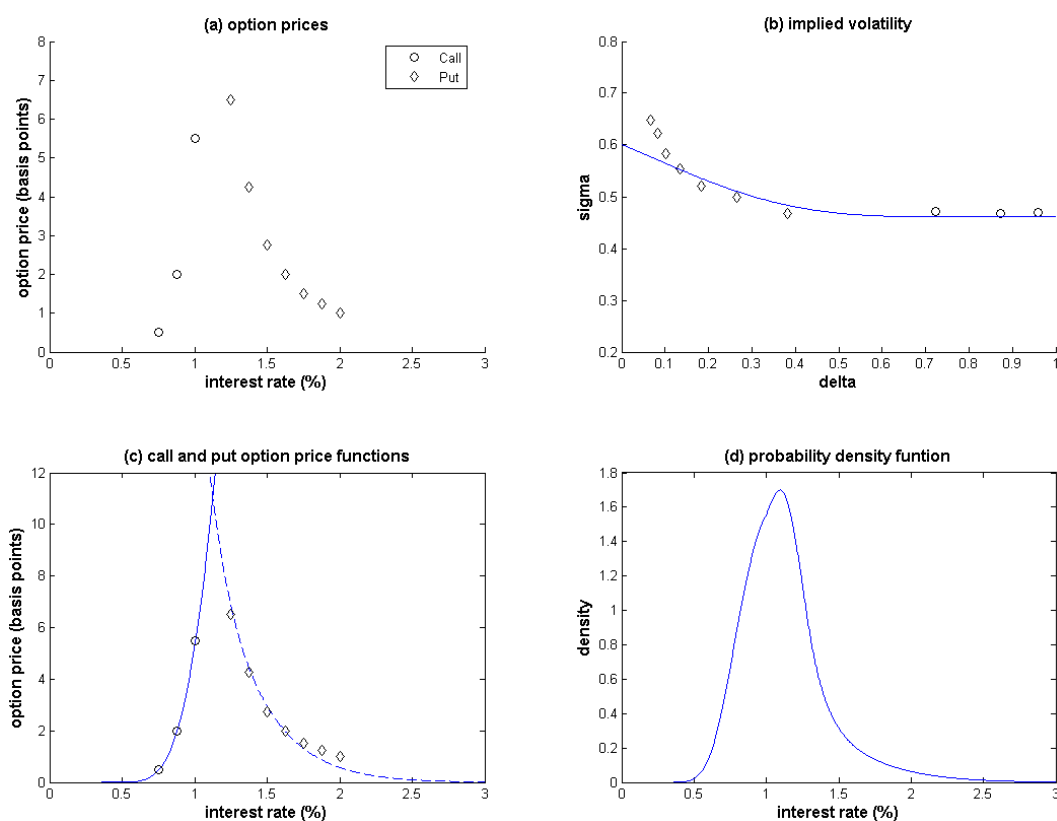 (a) option prices
8
7
6
5
4
3
2
1
0
option price (basis points)
Call
Put
0 0.5 1 1.5 2 2.5 3
interest rate (%)
(b) implied volatility
0.8
0.7
0.6
0.5
0.4
0.3
0.2
sigma
0 0.1 0.2 0.3 0.4 0.5 0.6 0.7 0.8 0.9 1
delta
(c) call and put option price functions
12
10
8
6
4
2
0
option price (basis points)
0 0.5 1 1.5 2 2.5 3
interest rate (%)
(d) probability density funtion
1.8
1.6
1.4
1.2
1
0.8
0.6
0.4
0.2
0
density
0 0.5 1 1.5 2 2.5 3
interest rate (%)